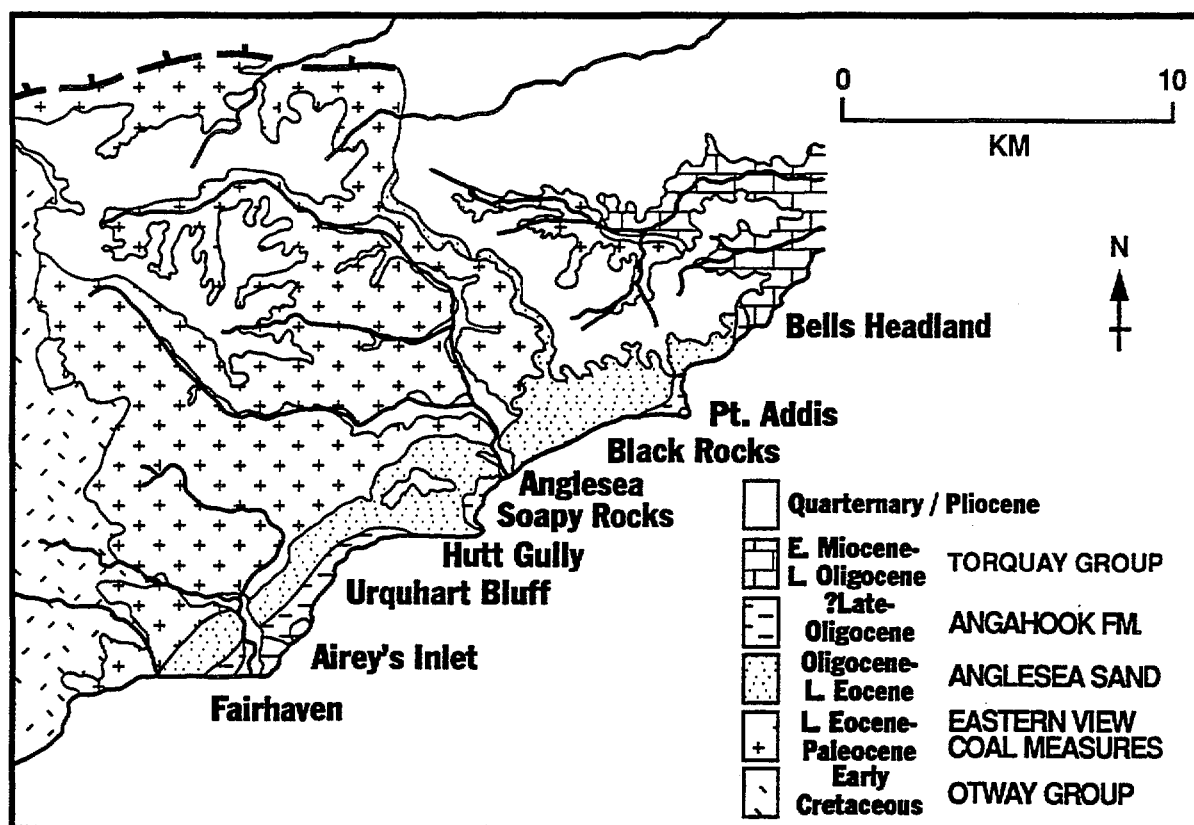 0 10
KM
N
Bells Headland
Pt. Addis
Black Rocks
Anglesea
Soapy Rocks
Hutt Gully
Urquhart Bluff
Airey's Inlet
Fairhaven
Quarternary / Pliocene
E. Miocene-
L. Oligocene TORQUAY GROUP
?Late-
Oligocene ANGAHOOK FM.
Oligocene-
L. Eocene ANGLESEA SAND
L. Eocene- EASTERN VIEW
Paleocene COAL MEASURES
Early
Cretaceous OTWAY GROUP